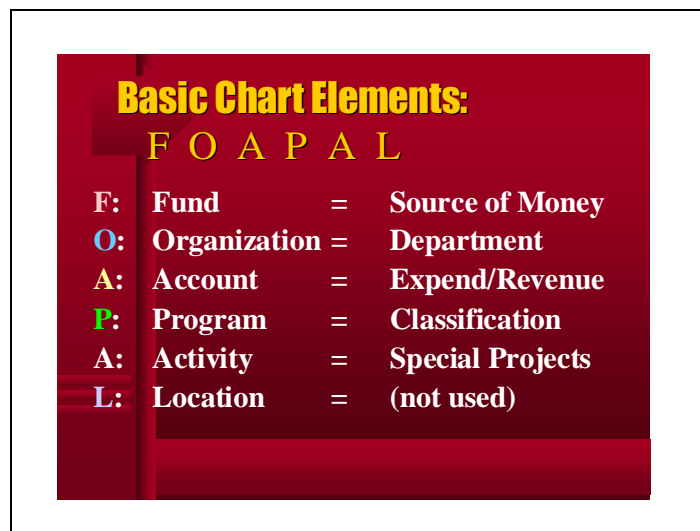 Basic Chart Elements:
F O A P A L
F: Fund = Source of Money
O: Organization = Department
A: Account = Expend/Revenue
P: Program = Classification
A: Activity = Special Projects
L: Location = (not used)